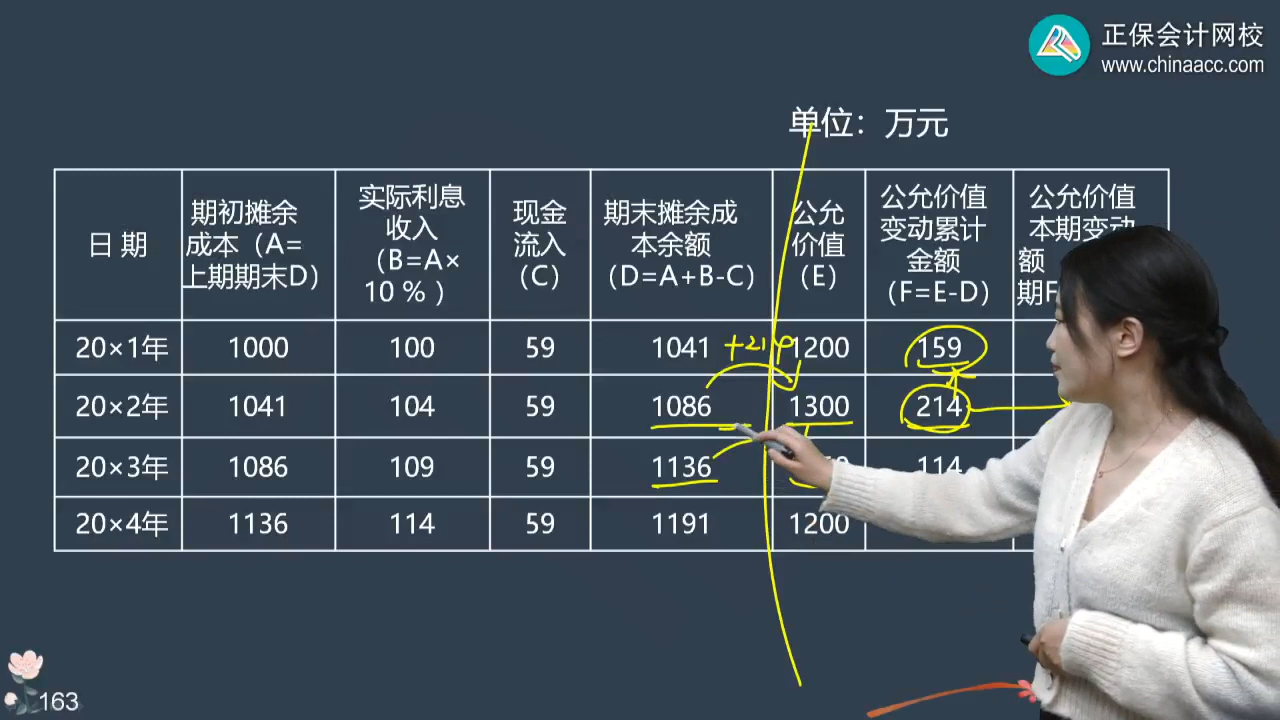 正保会计网校
www.chinaacc.com
单位：万元
日 期
期初摊余
成本（A=
上期期末D）
实际利息
收入
（B=A×
10 % ）
现金
流入
（C）
期末摊余成
本余额
（D=A+B-C）
公允
价值
（E）
公允价值
变动累计
金额
（F=E-D）
公允价值
本期变动
额
期F
20×1年 1000 100 59 1041 1200 159
20×2年 1041 104 59 1086 1300 214
20×3年 1086 109 59 1136 114
20×4年 1136 114 59 1191 1200
163